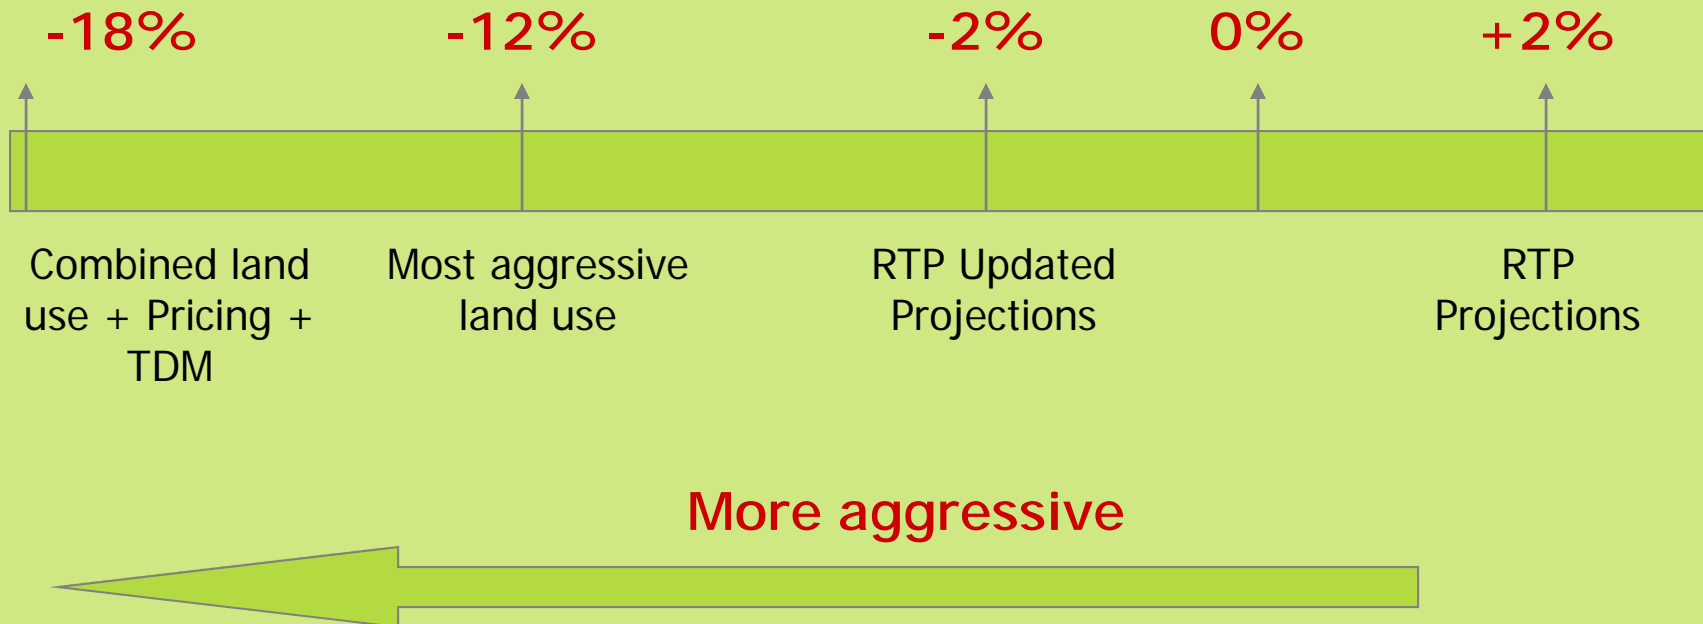 -18% -12% -2% 0% +2%
Combined land
use + Pricing +
TDM
Most aggressive
land use
RTP Updated
Projections
RTP
Projections
More aggressive